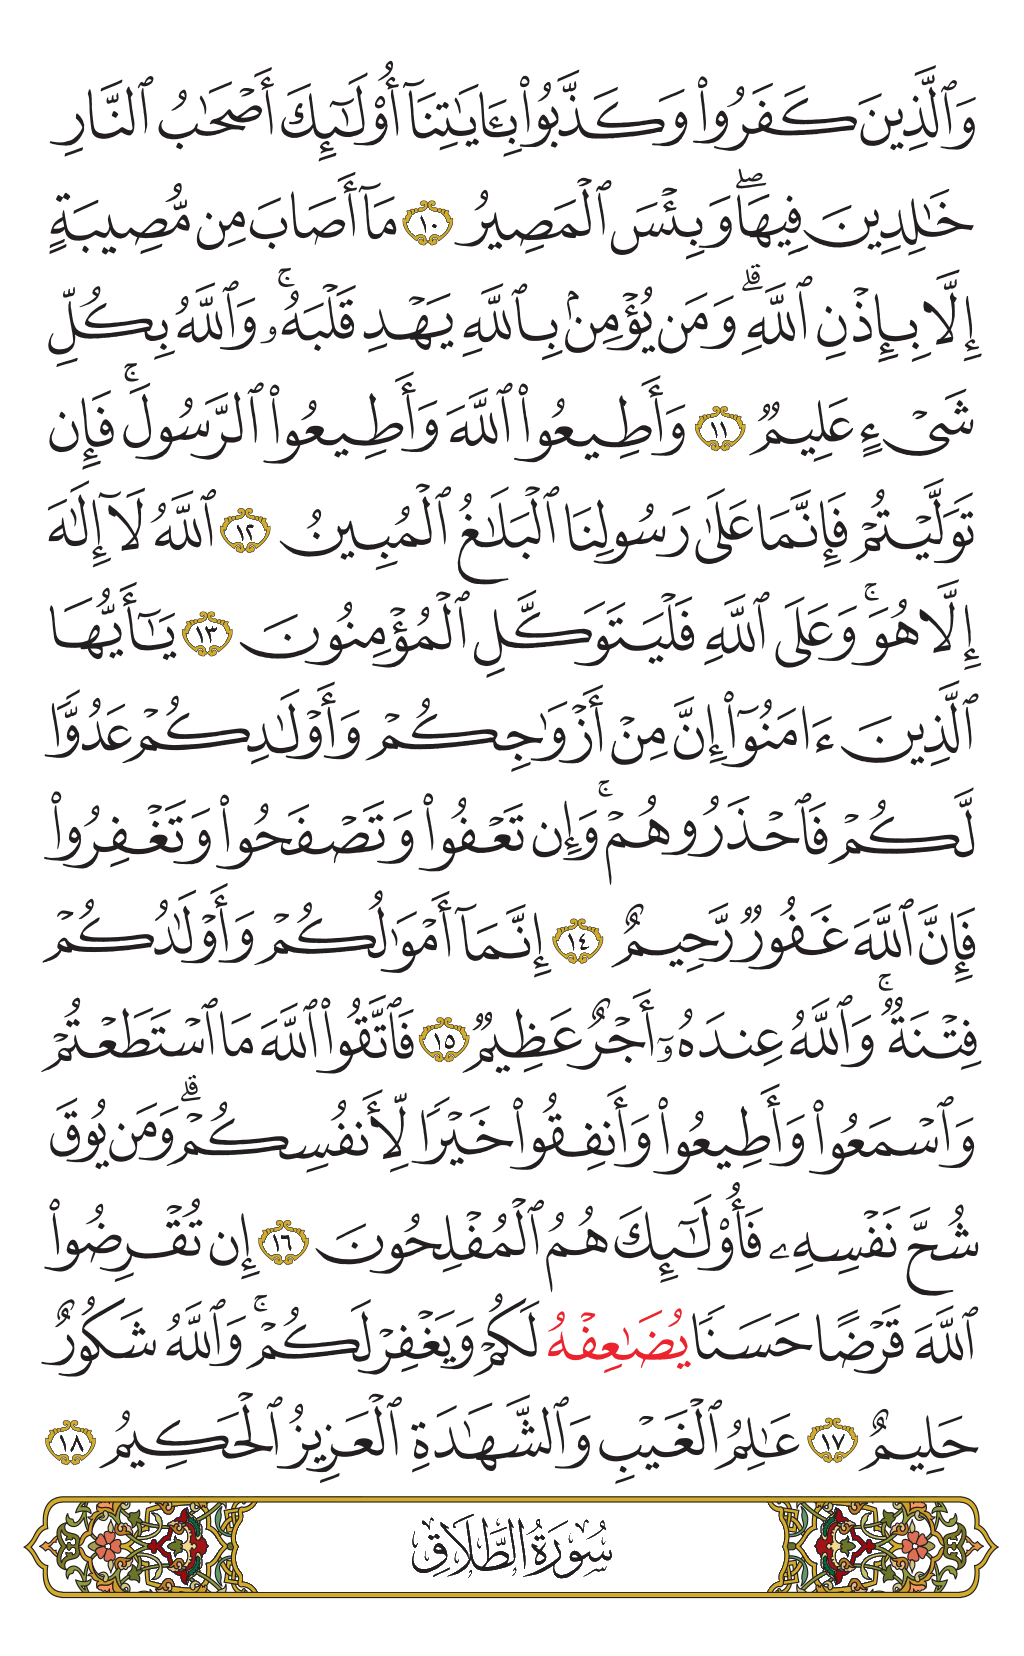 وَٱلَّذِينَ كَفَرُوا۟ وَكَذَّبُوا۟ بِـَٔايَـٰتِنَآ أُو۟لَـٰٓئِكَ أَصْحَـٰبُ ٱلنَّارِ
خَـٰلِدِينَ فِيهَا ۖ وَبِئْسَ ٱلْمَصِيرُ ١٠ مَآ أَصَابَ مِن مُّصِيبَةٍ
إِلَّا بِإِذْنِ ٱللَّهِ ۗ وَمَن يُؤْمِنۢ بِٱللَّهِ يَهْدِ قَلْبَهُۥ ۚ وَٱللَّهُ بِكُلِّ
شَىْءٍ عَلِيمٌ ١١ وَأَطِيعُوا۟ ٱللَّهَ وَأَطِيعُوا۟ ٱلرَّسُولَ ۚ فَإِن
تَوَلَّيْتُمْ فَإِنَّمَا عَلَىٰ رَسُولِنَا ٱلْبَلَـٰغُ ٱلْمُبِينُ ١٢ ٱللَّهُ لَآ إِلَـٰهَ
إِلَّا هُوَ ۚ وَعَلَى ٱللَّهِ فَلْيَتَوَكَّلِ ٱلْمُؤْمِنُونَ ١٣ يَـٰٓأَيُّهَا
ٱلَّذِينَ ءَامَنُوٓا۟ إِنَّ مِنْ أَزْوَٰجِكُمْ وَأَوْلَـٰدِكُمْ عَدُوًّا
لَّكُمْ فَٱحْذَرُوهُمْ ۚ وَإِن تَعْفُوا۟ وَتَصْفَحُوا۟ وَتَغْفِرُوا۟
فَإِنَّ ٱللَّهَ غَفُورٌ رَّحِيمٌ ١٤ إِنَّمَآ أَمْوَٰلُكُمْ وَأَوْلَـٰدُكُمْ
فِتْنَةٌ ۚ وَٱللَّهُ عِندَهُۥٓ أَجْرٌ عَظِيمٌ ١٥ فَٱتَّقُوا۟ ٱللَّهَ مَا ٱسْتَطَعْتُمْ
وَٱسْمَعُوا۟ وَأَطِيعُوا۟ وَأَنفِقُوا۟ خَيْرًا لِّأَنفُسِكُمْ ۗ وَمَن يُوقَ
شُحَّ نَفْسِهِۦ فَأُو۟لَـٰٓئِكَ هُمُ ٱلْمُفْلِحُونَ ١٦ إِن تُقْرِضُوا۟
ٱللَّهَ قَرْضًا حَسَنًا يُضَـٰعِفْهُ لَكُمْ وَيَغْفِرْ لَكُمْ ۚ وَٱللَّهُ شَكُورٌ
حَلِيمٌ ١٧ عَـٰلِمُ ٱلْغَيْبِ وَٱلشَّهَـٰدَةِ ٱلْعَزِيزُ ٱلْحَكِيمُ ١٨
سُورَةُ الطَّلَاقِ